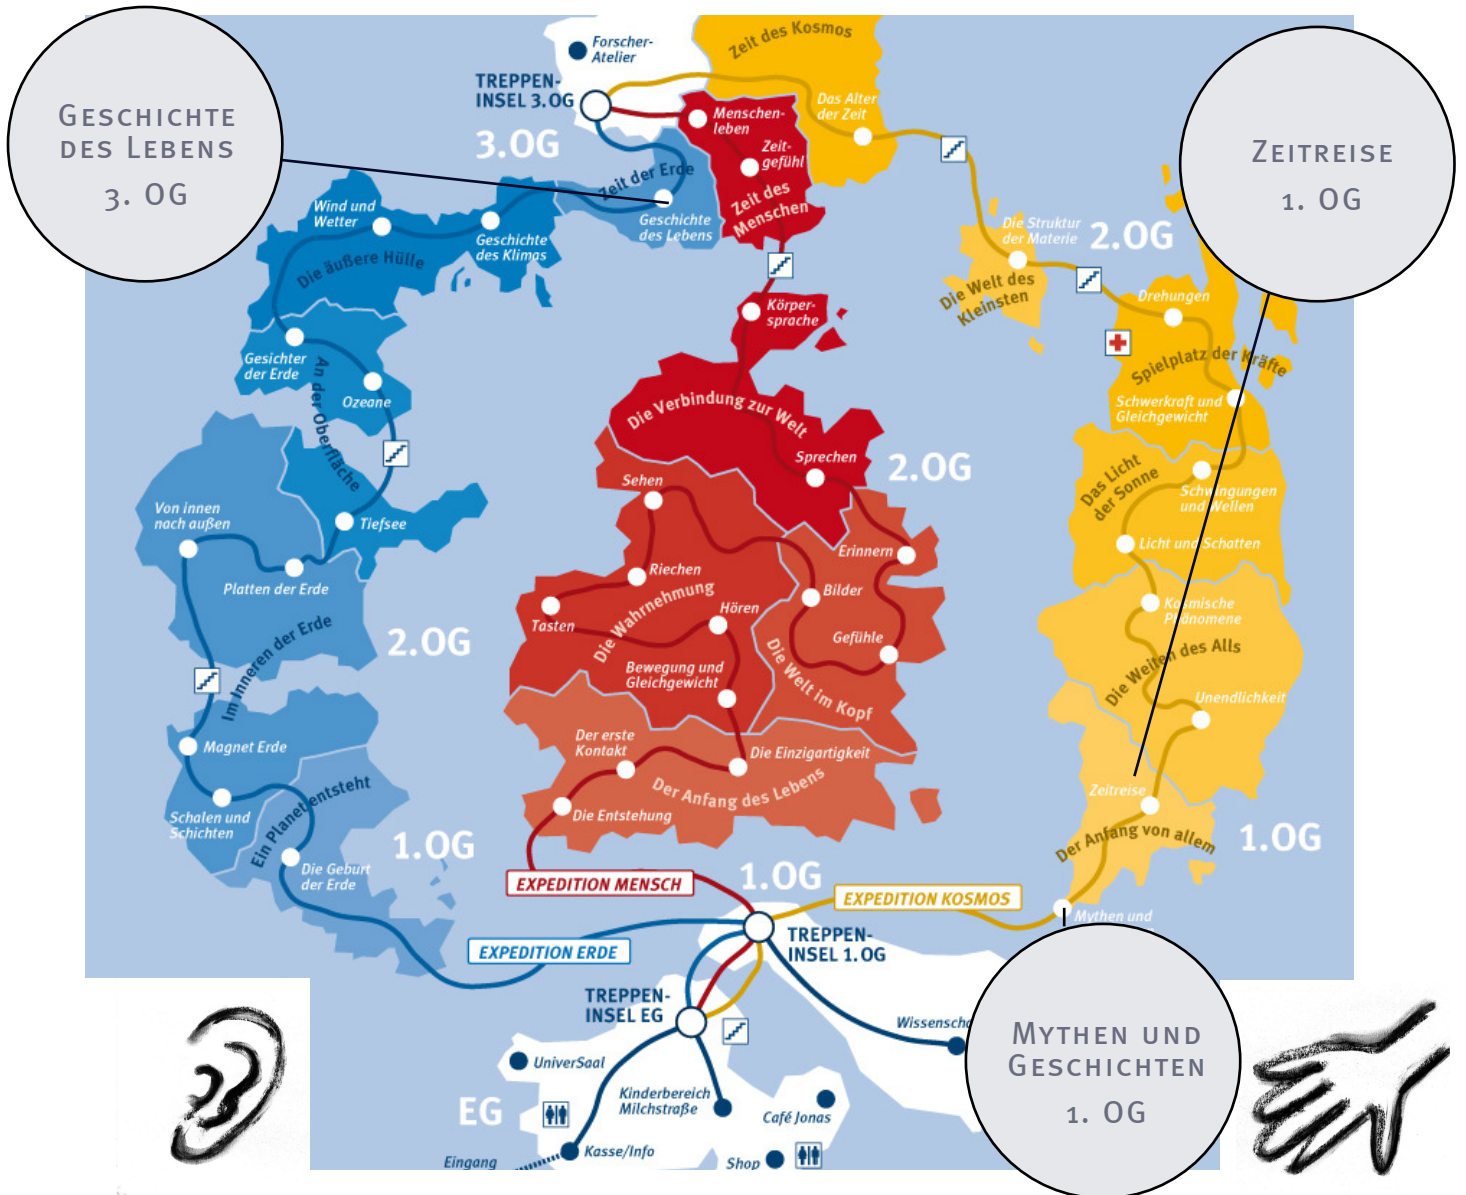 Geschichte
des Lebens
3. OG
Zeitreise
1. OG
Mythen und
Geschichten
1. OG
Forscher-
Atelier
TREPPEN-
INSEL 3.OG
3.OG
Zeit des Kosmos
Das Alter
der Zeit
Menschen-
leben
Zeit-
gefühl
Zeit des
Menschen
Zeit der Erde
Geschichte
des Lebens
Wind und
Wetter
Geschichte
des Klimas
Die äußere Hülle
Gesichter
der Erde
Ozeane
An der Oberfläche
Tiefsee
Von innen
nach außen
Platten der Erde
Im Inneren der Erde
2.OG
Magnet Erde
Schalen und
Schichten
Ein Planet entsteht
Die Geburt
der Erde
1.OG
Körper-
sprache
Die Verbindung zur Welt
Sprechen
2.OG
Sehen
Erinnern
Riechen
Bilder
Tasten
Die Wahrnehmung
Hören
Gefühle
Bewegung und
Gleichgewicht
Die Welt im Kopf
Der erste
Kontakt
Die Einzigartigkeit
Der Anfang des Lebens
Die Entstehung
Die Struktur
der Materie
2.OG
Die Welt des
Kleinsten
Drehungen
Spielplatz der Kräfte
Schwerkraft und
Gleichgewicht
Das Licht
der Sonne
Schwingungen
und Wellen
Licht und Schatten
Kosmische
Phänomene
Die Weiten des Alls
Unendlichkeit
Zeitreise
Der Anfang von allem
1.OG
Mythen und
EXPEDITION MENSCH
1.OG
EXPEDITION KOSMOS
EXPEDITION ERDE
TREPPEN-
INSEL 1.OG
TREPPEN-
INSEL EG
UniverSaal
EG
Kinderbereich
Milchstraße
Café Jonas
Kasse/Info
Eingang
Shop